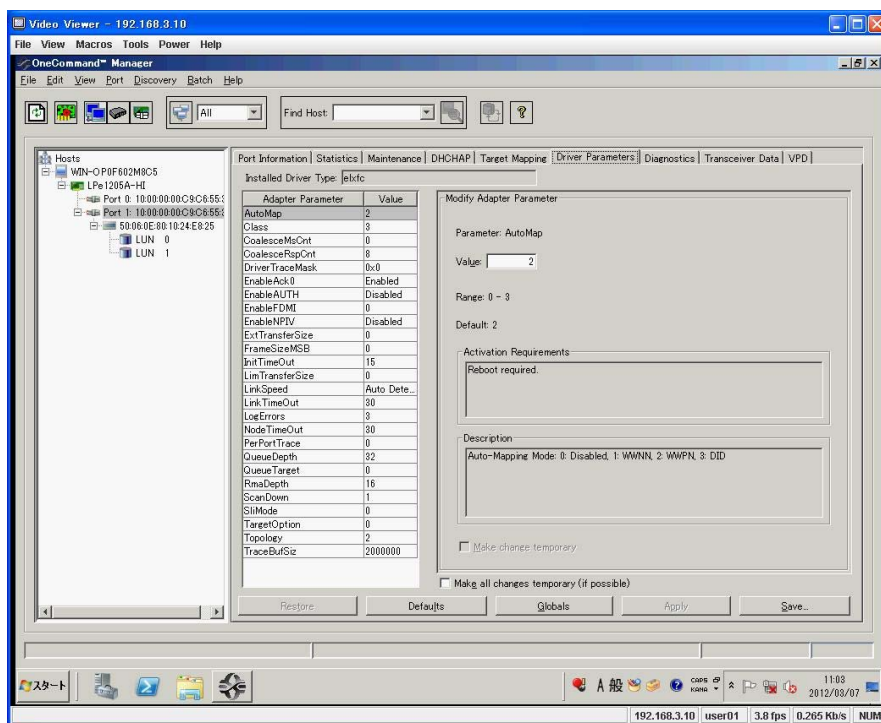 Video Viewer - 192.168.3.10
File View Macros Tools Power Help
OneCommand™ Manager
File Edit View Port Discovery Batch Help
All
Find Host:
Hosts
WIN-OP0F602M8C5
LPe1205A-HI
Port 0: 10:00:00:00:C9:C6:55:
Port 1: 10:00:00:00:C9:C6:55:
50:06:0E:80:10:24:E8:25
LUN 0
LUN 1
Port Information Statistics Maintenance DHCHAP Target Mapping Driver Parameters Diagnostics Transceiver Data VPD
Installed Driver Type: elxfc
Adapter Parameter Value
AutoMap 2
Class 3
CoalesceMsCnt 0
CoalesceRspCnt 8
DriverTraceMask 0x0
EnableAck0 Enabled
EnableAUTH Disabled
EnableFDMI 0
EnableNPIV Disabled
ExtTransferSize 0
FrameSizeMSB 0
InitTimeOut 15
LimTransferSize 0
LinkSpeed Auto Dete...
LinkTimeOut 30
LogErrors 3
NodeTimeOut 30
PerPortTrace 0
QueueDepth 32
QueueTarget 0
RmaDepth 16
ScanDown 1
SliMode 0
TargetOption 0
Topology 2
TraceBufSiz 2000000
Modify Adapter Parameter
Parameter: AutoMap
Value: 2
Range: 0 - 3
Default: 2
Activation Requirements
Reboot required.
Description
Auto-Mapping Mode: 0: Disabled, 1: WWNN, 2: WWPN, 3: DID
Make change temporary
Make all changes temporary (if possible)
Restore Defaults Globals Apply Save...
スタート
A 般
CAPS
KANA
11:03
2012/03/07
192.168.3.10 user01 3.8 fps 0.265 Kb/s NUM